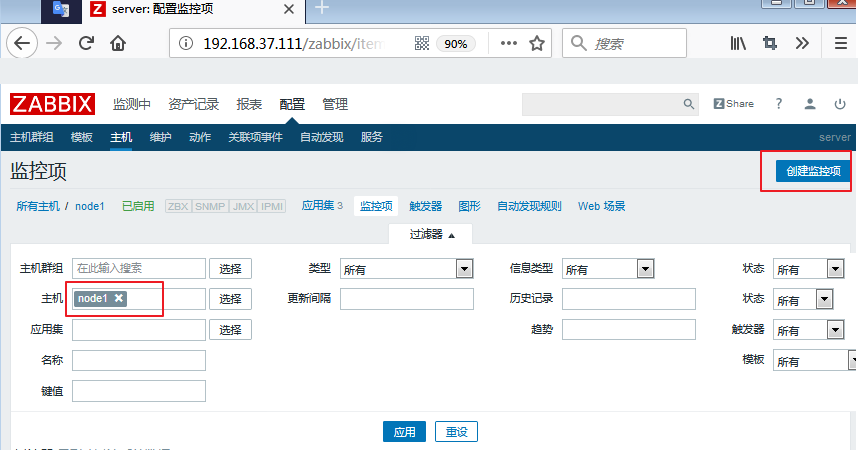 server: 配置监控项
192.168.37.111/zabbix/item 90% 搜索
ZABBIX 监测中 资产记录 报表 配置 管理 Share ?
主机群组 模板 主机 维护 动作 关联项事件 自动发现 服务 server
监控项 创建监控项
所有主机 / node1 已启用 ZBX SNMP JMX IPMI 应用集 3 监控项 触发器 图形 自动发现规则 Web 场景
过滤器
主机群组 在此输入搜索 选择 类型 所有 信息类型 所有 状态 所有
主机 node1 选择 更新间隔 历史记录 状态 所有
应用集 选择 趋势 触发器 所有
名称 模板 所有
键值
应用 重设